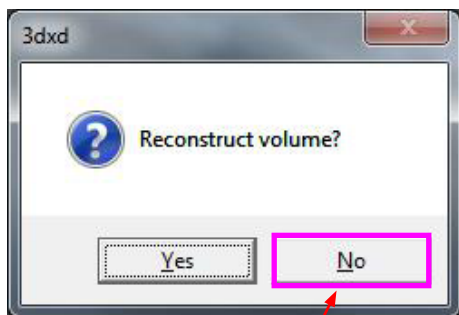 3dxd
Reconstruct volume?
Yes
No